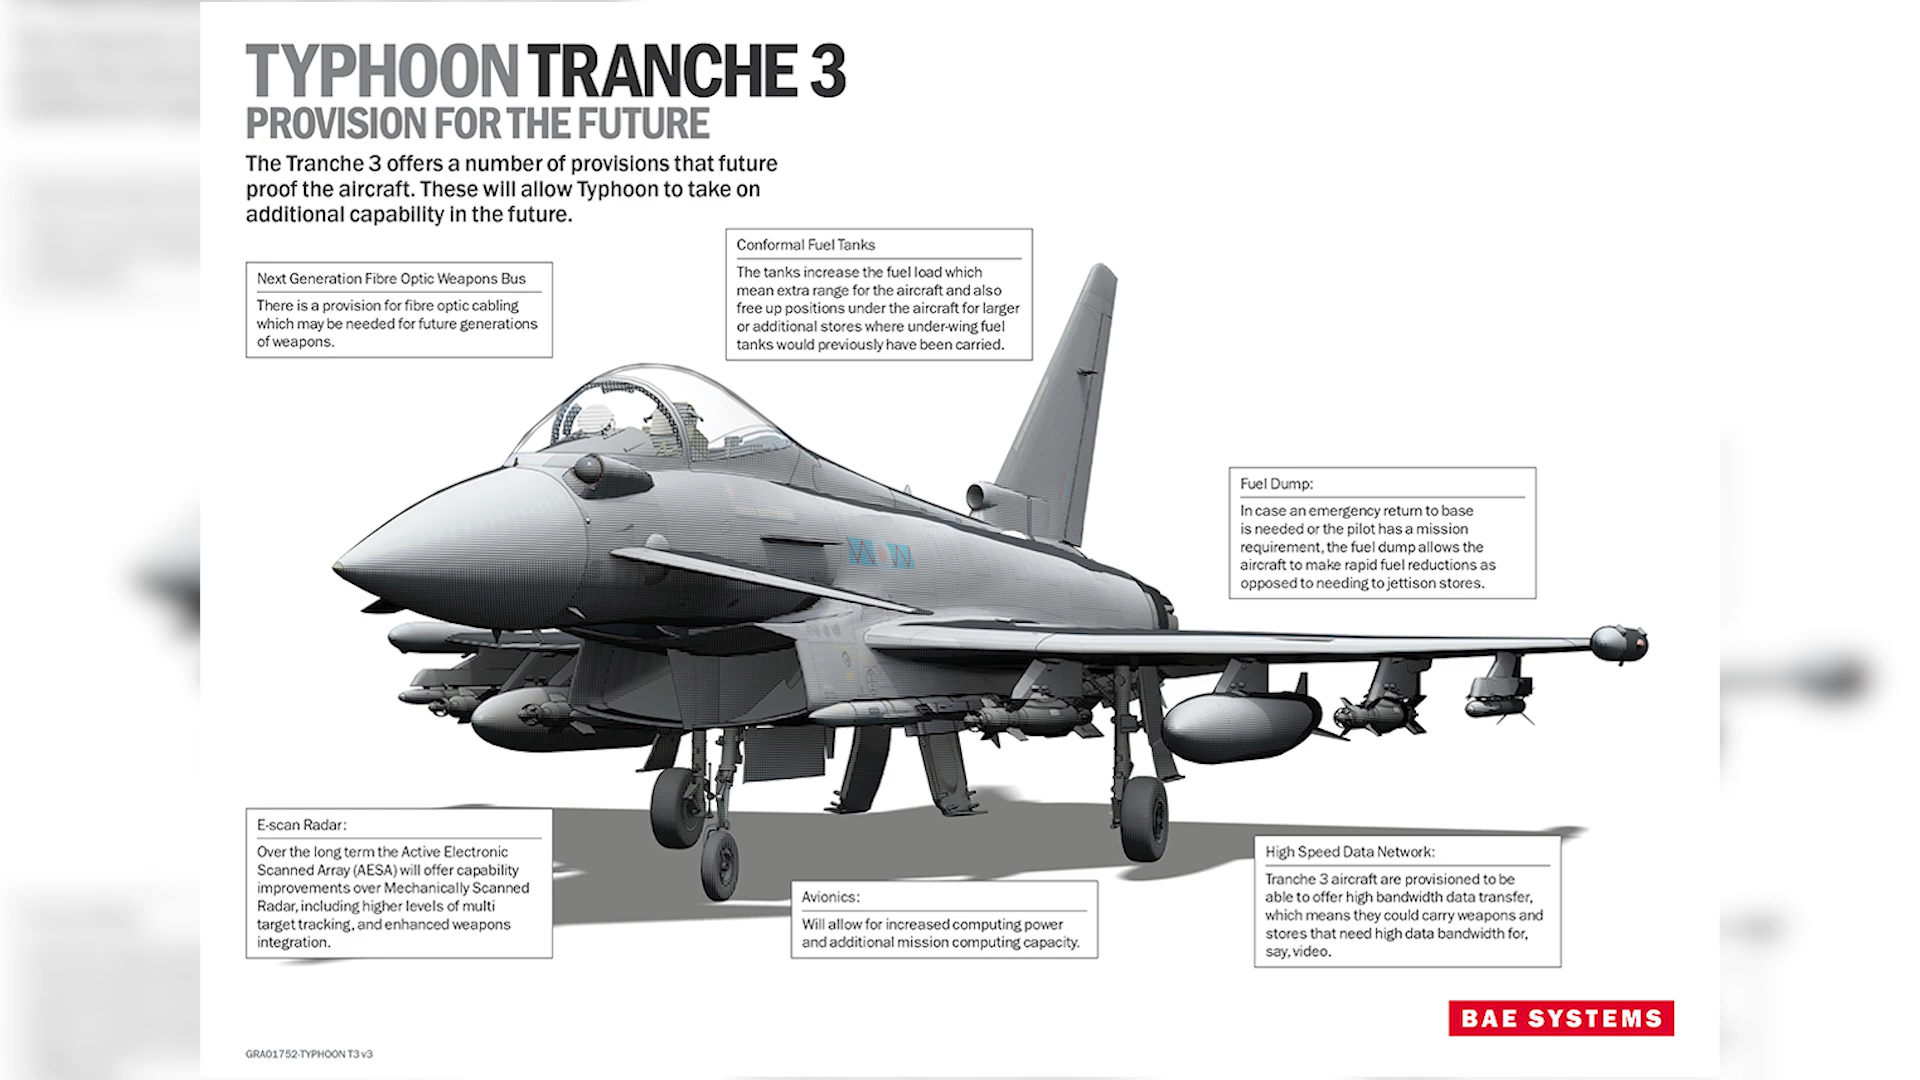 TYPHOON TRANCHE 3
PROVISION FOR THE FUTURE
The Tranche 3 offers a number of provisions that future
proof the aircraft. These will allow Typhoon to take on
additional capability in the future.
Next Generation Fibre Optic Weapons Bus
There is a provision for fibre optic cabling
which may be needed for future generations
of weapons.
Conformal Fuel Tanks
The tanks increase the fuel load which
mean extra range for the aircraft and also
free up positions under the aircraft for larger
or additional stores where under-wing fuel
tanks would previously have been carried.
Fuel Dump:
In case an emergency return to base
is needed or the pilot has a mission
requirement, the fuel dump allows the
aircraft to make rapid fuel reductions as
opposed to needing to jettison stores.
E-scan Radar:
Over the long term the Active Electronic
Scanned Array (AESA) will offer capability
improvements over Mechanically Scanned
Radar, including higher levels of multi
target tracking, and enhanced weapons
integration.
Avionics:
Will allow for increased computing power
and additional mission computing capacity.
High Speed Data Network:
Tranche 3 aircraft are provisioned to be
able to offer high bandwidth data transfer,
which means they could carry weapons and
stores that need high data bandwidth for,
say, video.
BAE SYSTEMS
GRA01752-TYPHOON T3 v3